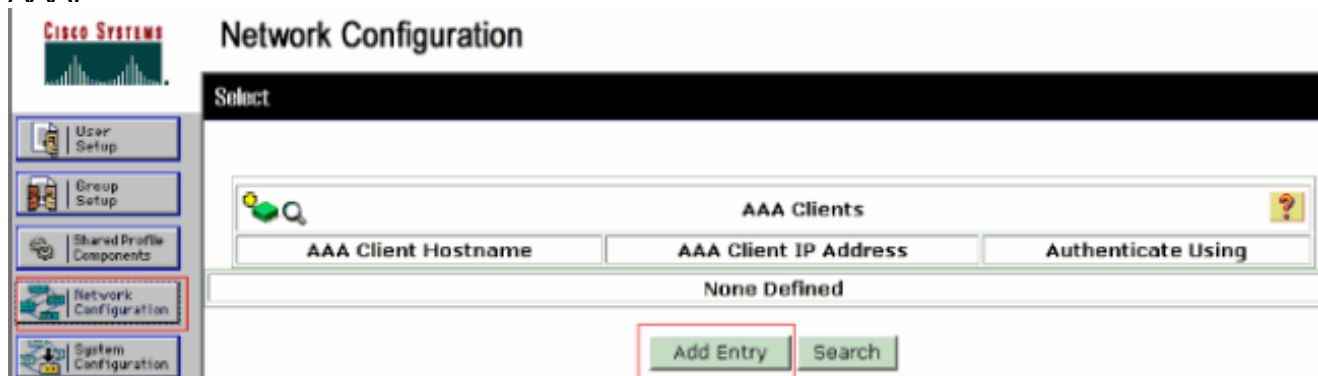 CISCO SYSTEMS
Network Configuration
Select
User
Setup
Group
Setup
Shared Profile
Components
Network
Configuration
System
Configuration
AAA Clients
?
AAA Client Hostname
AAA Client IP Address
Authenticate Using
None Defined
Add Entry
Search